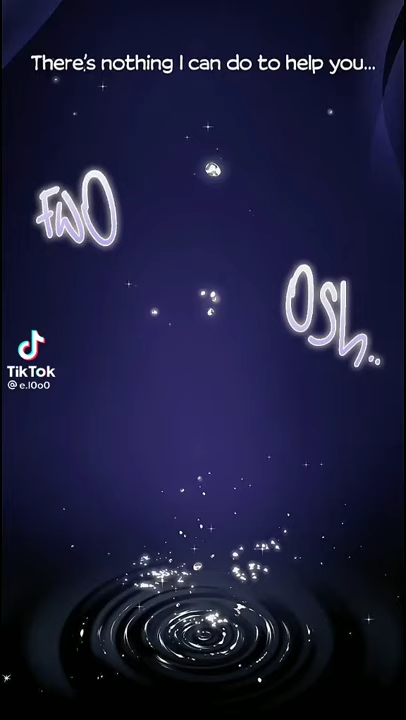 There's nothing I can do to help you...
FWO
OSh..
TikTok
@e.l0o0